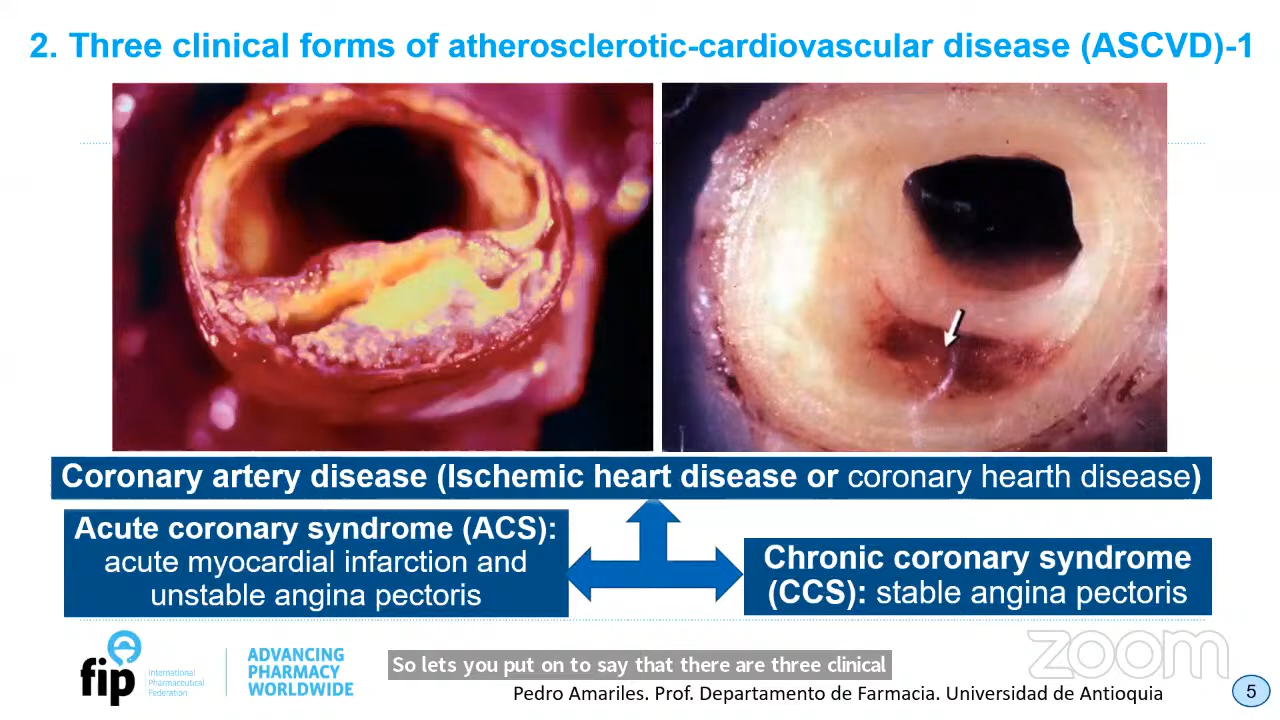 2. Three clinical forms of atherosclerotic-cardiovascular disease (ASCVD)-1
Coronary artery disease (Ischemic heart disease or coronary hearth disease)
Acute coronary syndrome (ACS):
acute myocardial infarction and
unstable angina pectoris
Chronic coronary syndrome
(CCS): stable angina pectoris
fip
International
Pharmaceutical
Federation
ADVANCING
PHARMACY
WORLDWIDE
So lets you put on to say that there are three clinical
zoom
Pedro Amariles. Prof. Departamento de Farmacia. Universidad de Antioquia
5